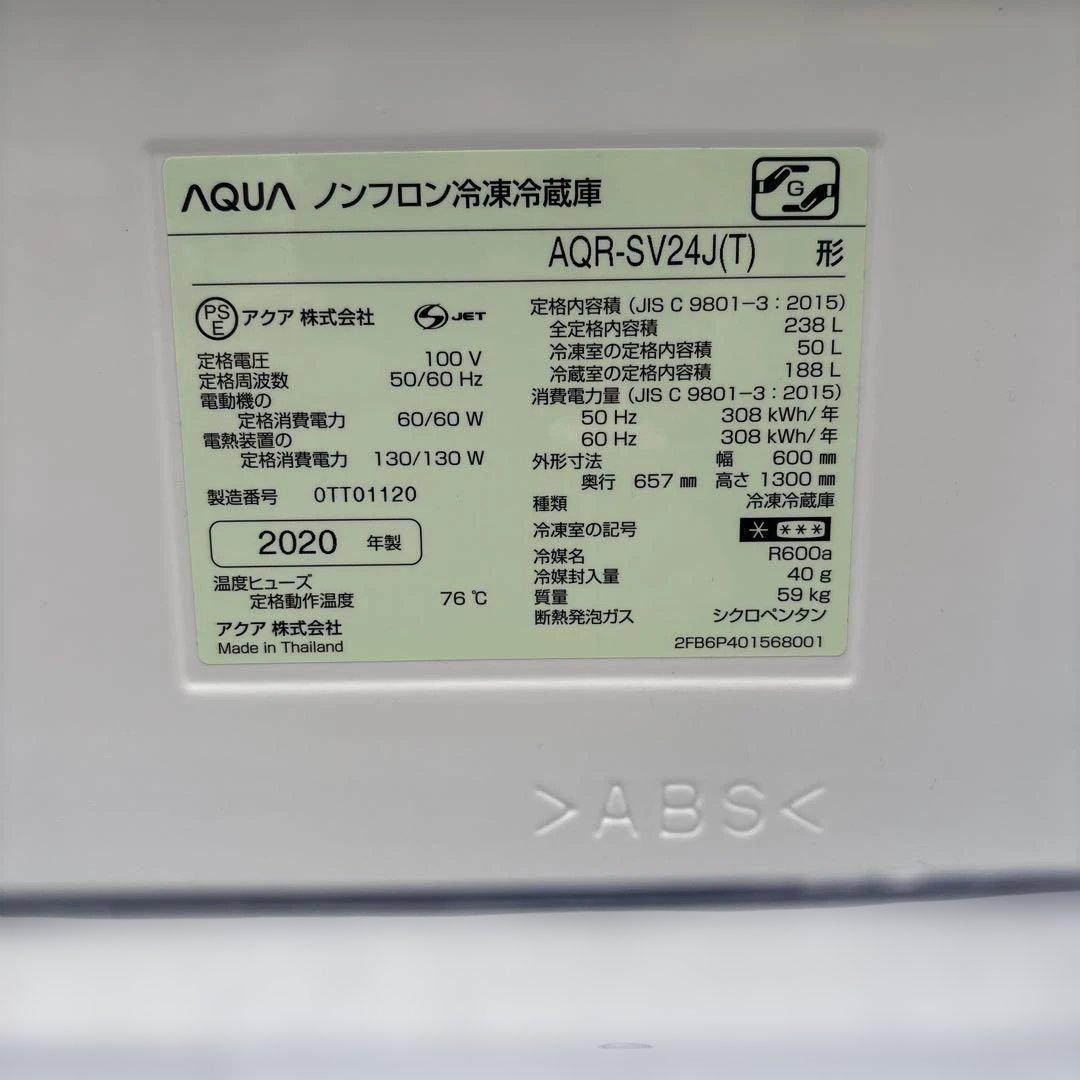 AQUA ノンフロン冷凍冷蔵庫
G
AQR-SV24J(T) 形
PSE アクア 株式会社 S JET
定格電圧 100 V
定格周波数 50/60 Hz
電動機の
定格消費電力 60/60 W
電熱装置の
定格消費電力 130/130 W
製造番号 0TT01120
2020 年製
温度ヒューズ
定格動作温度 76 ℃
アクア 株式会社
Made in Thailand
定格内容積 (JIS C 9801-3：2015)
全定格内容積 238 L
冷凍室の定格内容積 50 L
冷蔵室の定格内容積 188 L
消費電力量 (JIS C 9801-3：2015)
50 Hz 308 kWh/年
60 Hz 308 kWh/年
外形寸法 幅 600 ㎜
奥行 657 ㎜ 高さ 1300 ㎜
種類 冷凍冷蔵庫
冷凍室の記号 * ***
冷媒名 R600a
冷媒封入量 40 g
質量 59 kg
断熱発泡ガス シクロペンタン
2FB6P401568001
>ABS<